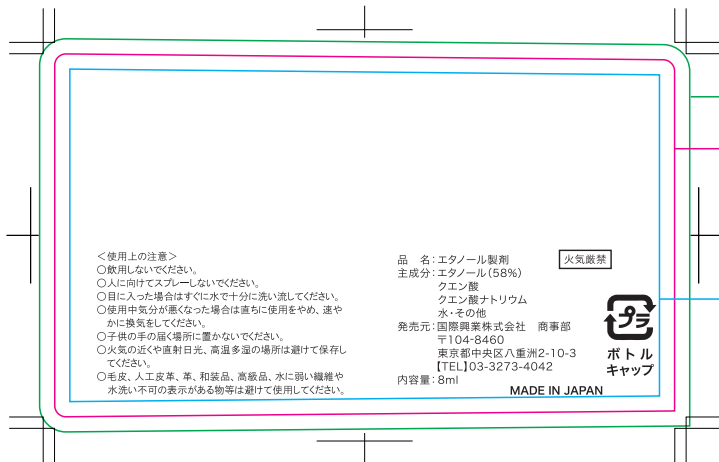 ＜使用上の注意＞
○飲用しないでください。
○人に向けてスプレーしないでください。
○目に入った場合はすぐに水で十分に洗い流してください。
○使用中気分が悪くなった場合は直ちに使用をやめ、速や
かに換気をしてください。
○子供の手の届く場所に置かないでください。
○火気の近くや直射日光、高温多湿の場所は避けて保存し
てください。
○毛皮、人工皮革、革、和装品、高級品、水に弱い繊維や
水洗い不可の表示がある物等は避けて使用してください。
品　名：エタノール製剤
主成分：エタノール（58%）
クエン酸
クエン酸ナトリウム
水・その他
発売元：国際興業株式会社　商事部
〒104-8460
東京都中央区八重洲2-10-3
【TEL】03-3273-4042
内容量：8ml
MADE IN JAPAN
火気厳禁
プラ
ボトル
キャップ